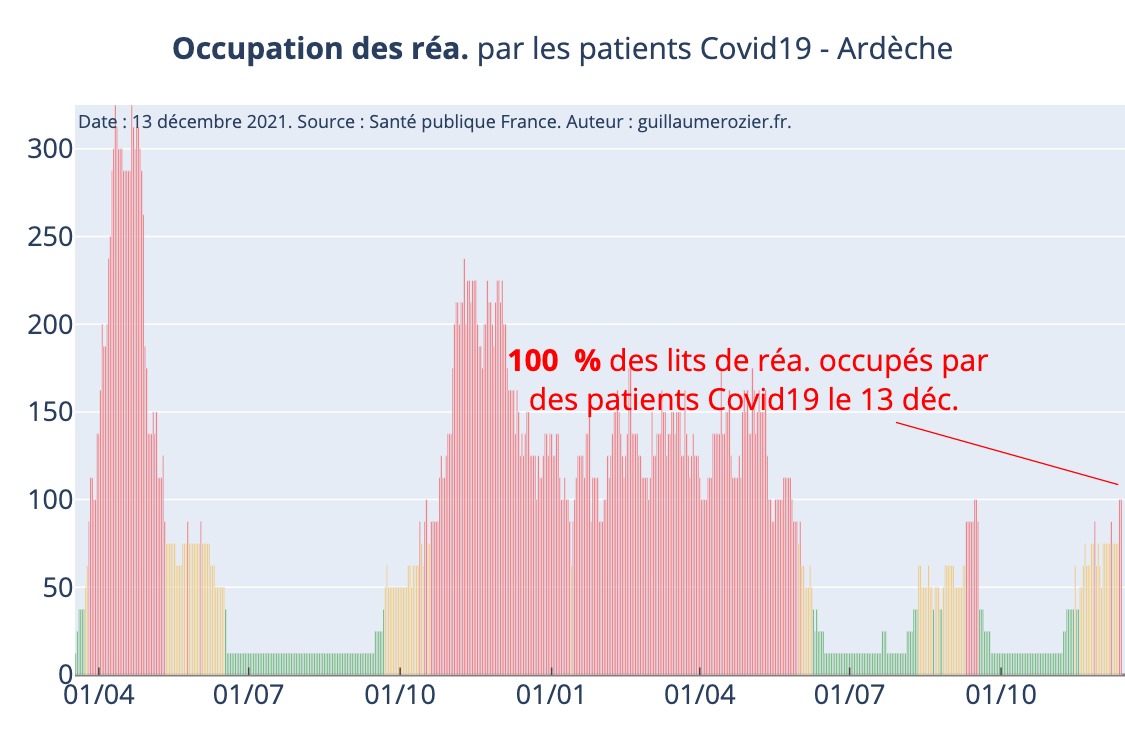 Occupation des réa. par les patients Covid19 - Ardèche
Date : 13 décembre 2021. Source : Santé publique France. Auteur : guillaumerozier.fr.
300
250
200
100  % des lits de réa. occupés par
des patients Covid19 le 13 déc.
150
100
50
0
01/04 01/07 01/10 01/01 01/04 01/07 01/10